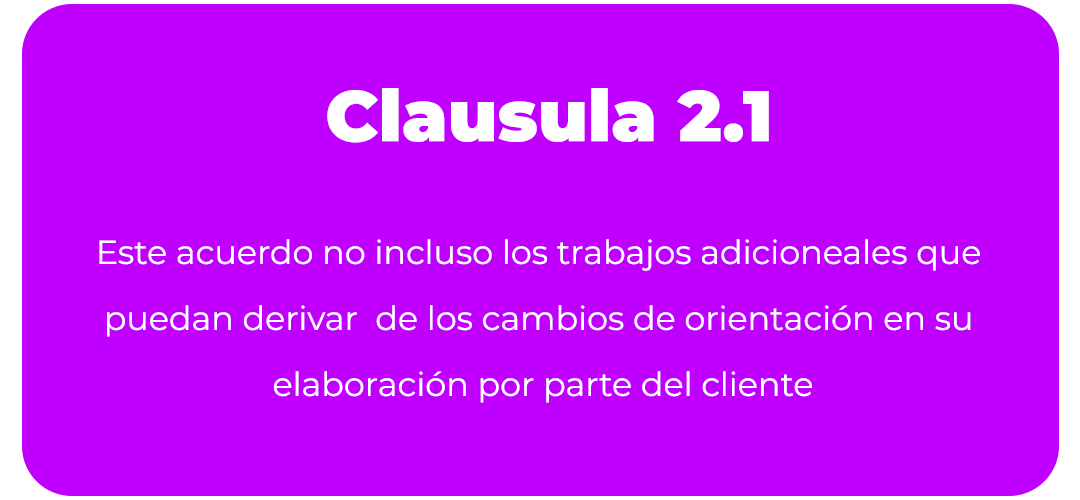 Clausula 2.1
Este acuerdo no incluso los trabajos adicioneales que
puedan derivar  de los cambios de orientación en su
elaboración por parte del cliente